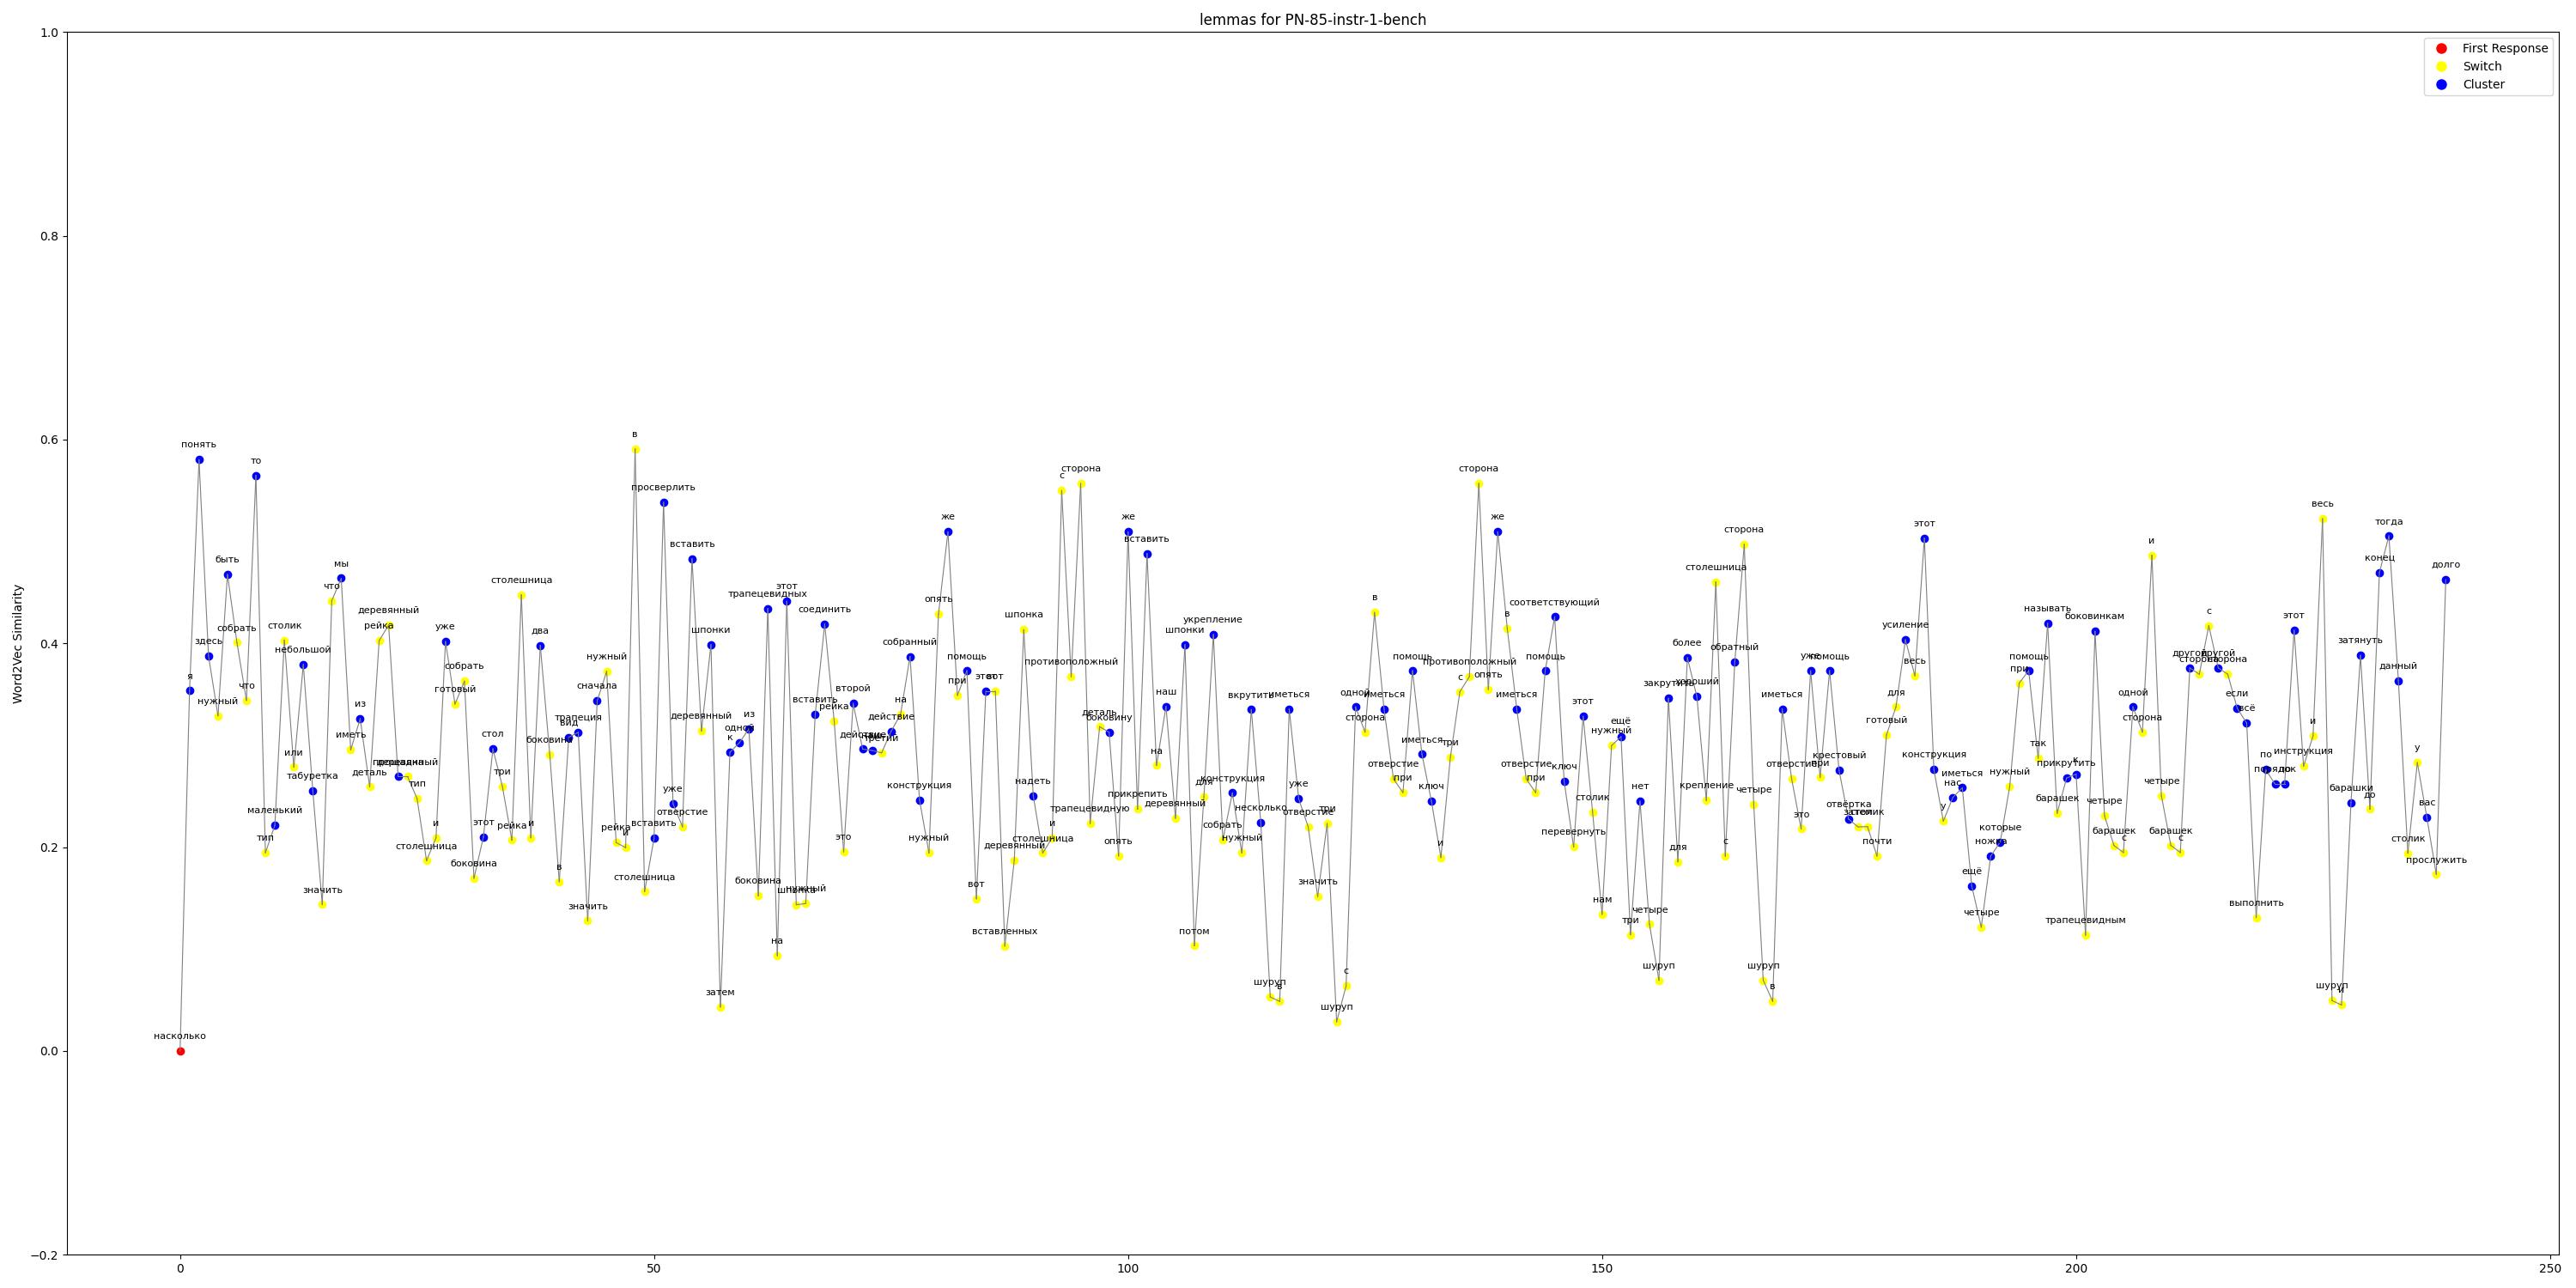 lemmas for PN-85-instr-1-bench
First Response
Switch
Cluster
Word2Vec Similarity
1.0
0.8
0.6
0.4
0.2
0.0
−0.2
0
50
100
150
200
250
насколько
я
понять
здесь
нужный
быть
собрать
что
то
тип
маленький
столик
или
небольшой
табуретка
значить
что
мы
иметь
из
деталь
рейка
деревянный
тип
столешница
и
уже
готовый
собрать
боковина
этот
стол
три
рейка
столешница
и
два
боковина
в
вид
трапеция
значить
сначала
нужный
рейка
и
в
столешница
вставить
просверлить
уже
отверстие
вставить
деревянный
шпонки
затем
к
одной
из
боковина
трапецевидных
на
этот
шпонка
нужный
вставить
соединить
рейка
это
второй
действие
третий
действие
на
собранный
конструкция
нужный
опять
же
при
помощь
вот
этот
вот
вставленных
деревянный
шпонка
надеть
столешница
и
с
противоположный
сторона
трапецевидную
деталь
боковину
опять
же
прикрепить
вставить
на
наш
деревянный
шпонки
потом
для
укрепление
собрать
конструкция
нужный
вкрутить
несколько
шуруп
в
иметься
уже
отверстие
значить
три
шуруп
с
одной
сторона
в
иметься
отверстие
при
помощь
иметься
ключ
и
три
с
противоположный
сторона
опять
же
в
иметься
отверстие
при
помощь
соответствующий
ключ
перевернуть
этот
столик
нам
нужный
ещё
три
нет
четыре
шуруп
закрутить
для
более
хороший
крепление
столешница
с
обратный
сторона
четыре
шуруп
в
иметься
отверстие
это
уже
при
помощь
крестовый
отвёртка
затем
столик
почти
готовый
для
усиление
весь
этот
конструкция
у
нас
иметься
ещё
четыре
ножка
которые
нужный
при
помощь
так
называть
барашек
прикрутить
к
трапецевидным
боковинкам
четыре
барашек
с
одной
сторона
и
четыре
барашек
с
другой
сторона
с
другой
сторона
если
всё
выполнить
по
порядок
по
этот
инструкция
и
весь
шуруп
и
барашки
затянуть
до
конец
тогда
данный
столик
у
вас
прослужить
долго